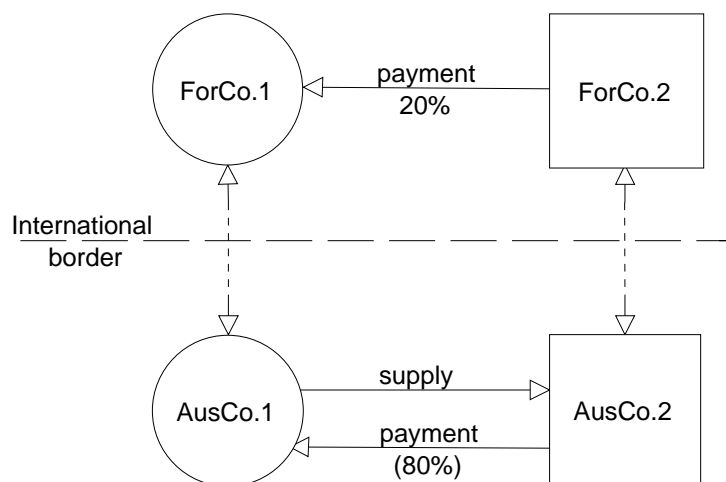 payment
20%
ForCo.1
ForCo.2
International
border
supply
AusCo.1
AusCo.2
payment
(80%)